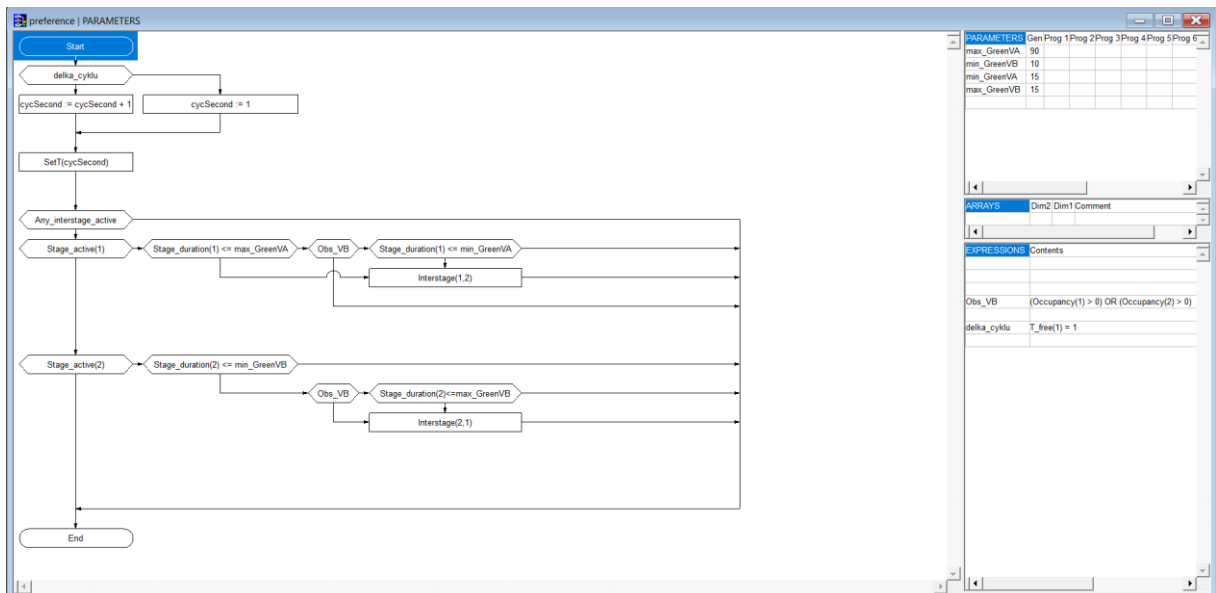 preference | PARAMETERS
Start
delka_cyklu
cycSecond := cycSecond + 1
cycSecond := 1
SetT(cycSecond)
Any_interstage_active
Stage_active(1)
Stage_duration(1) <= max_GreenVA
Obs_VB
Stage_duration(1) <= min_GreenVA
Interstage(1,2)
Stage_active(2)
Stage_duration(2) <= min_GreenVB
Obs_VB
Stage_duration(2)<=max_GreenVB
Interstage(2,1)
End
PARAMETERS Gen Prog 1 Prog 2 Prog 3 Prog 4 Prog 5 Prog 6
max_GreenVA 90
min_GreenVB 10
min_GreenVA 15
max_GreenVB 15
ARRAYS Dim2 Dim1 Comment
EXPRESSIONS Contents
Obs_VB (Occupancy(1) > 0) OR (Occupancy(2) > 0)
delka_cyklu T_free(1) = 1